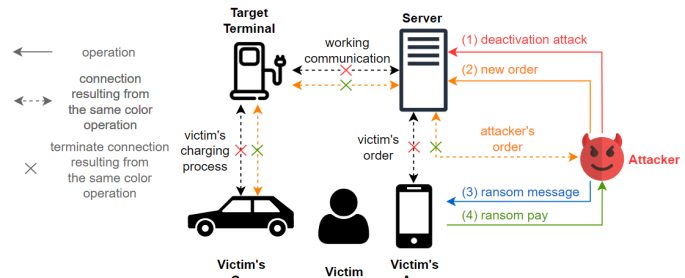 Target
Terminal
Server
operation
working
communication
(1) deactivation attack
(2) new order
connection
resulting from
the same color
operation
terminate connection
resulting from
the same color
operation
victim's
charging
process
victim's
order
attacker's
order
Attacker
(3) ransom message
(4) ransom pay
Victim's
Victim
Victim's